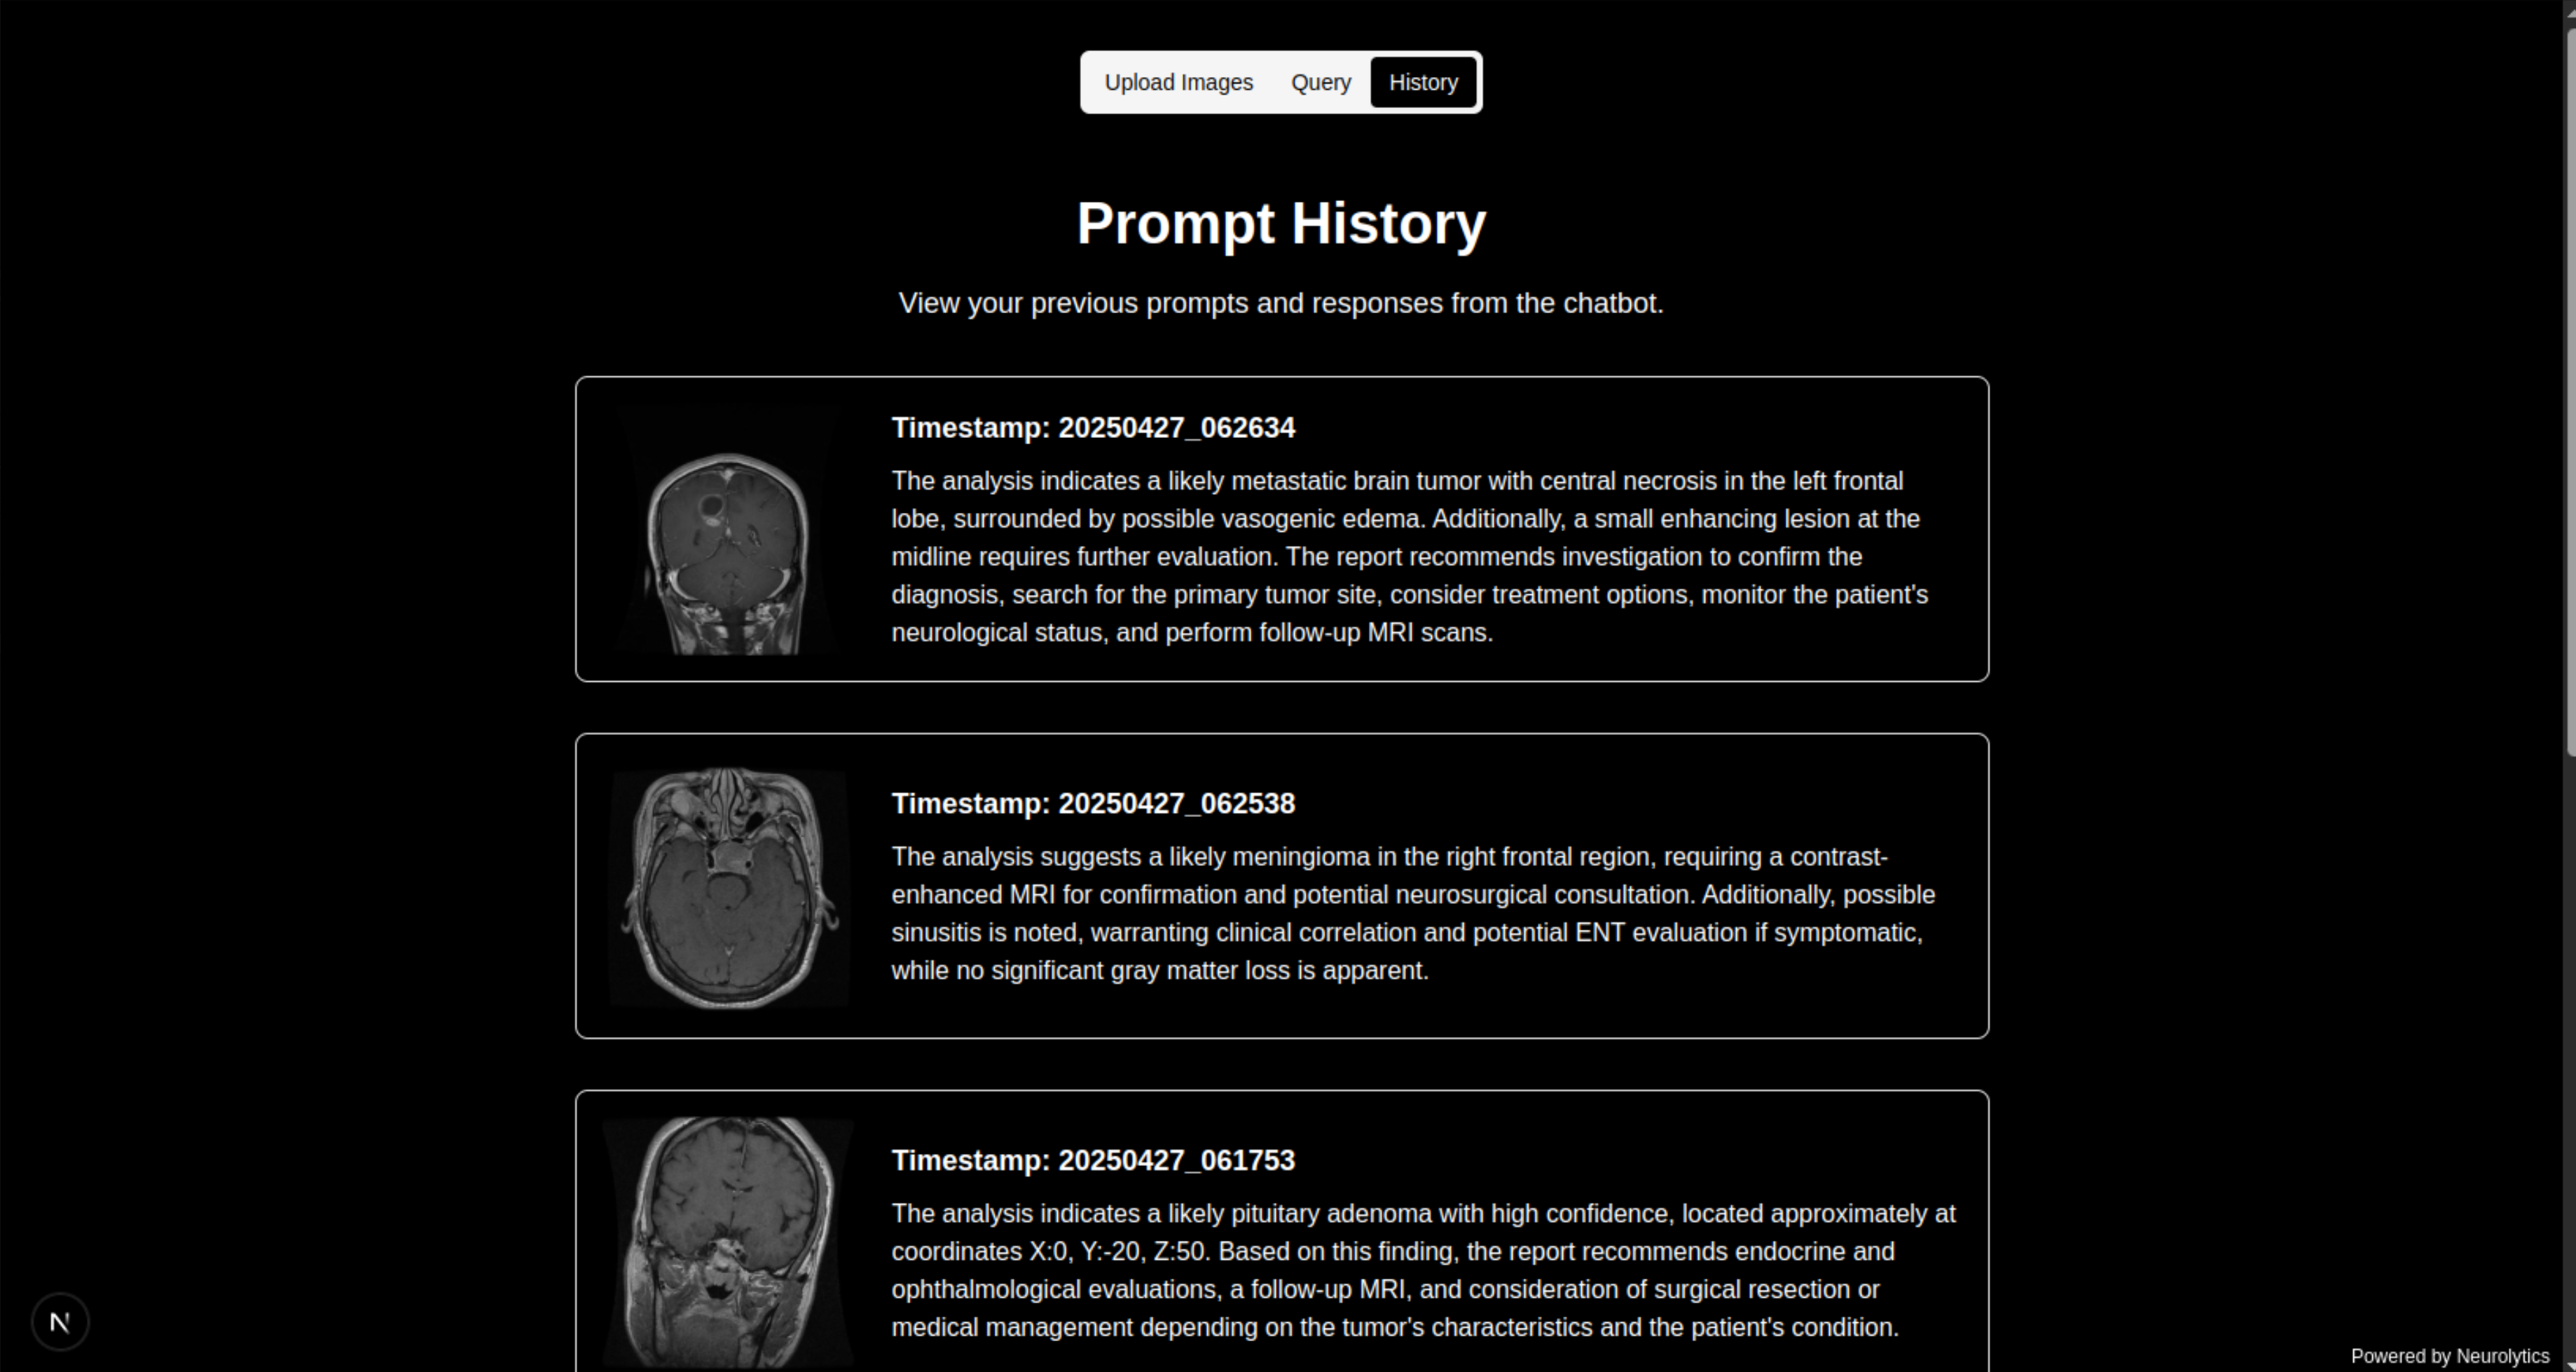 Upload Images
Query
History
Prompt History
View your previous prompts and responses from the chatbot.
Timestamp: 20250427_062634
The analysis indicates a likely metastatic brain tumor with central necrosis in the left frontal
lobe, surrounded by possible vasogenic edema. Additionally, a small enhancing lesion at the
midline requires further evaluation. The report recommends investigation to confirm the
diagnosis, search for the primary tumor site, consider treatment options, monitor the patient's
neurological status, and perform follow-up MRI scans.
Timestamp: 20250427_062538
The analysis suggests a likely meningioma in the right frontal region, requiring a contrast-
enhanced MRI for confirmation and potential neurosurgical consultation. Additionally, possible
sinusitis is noted, warranting clinical correlation and potential ENT evaluation if symptomatic,
while no significant gray matter loss is apparent.
Timestamp: 20250427_061753
The analysis indicates a likely pituitary adenoma with high confidence, located approximately at
coordinates X:0, Y:-20, Z:50. Based on this finding, the report recommends endocrine and
ophthalmological evaluations, a follow-up MRI, and consideration of surgical resection or
medical management depending on the tumor's characteristics and the patient's condition.
N
Powered by Neurolytics